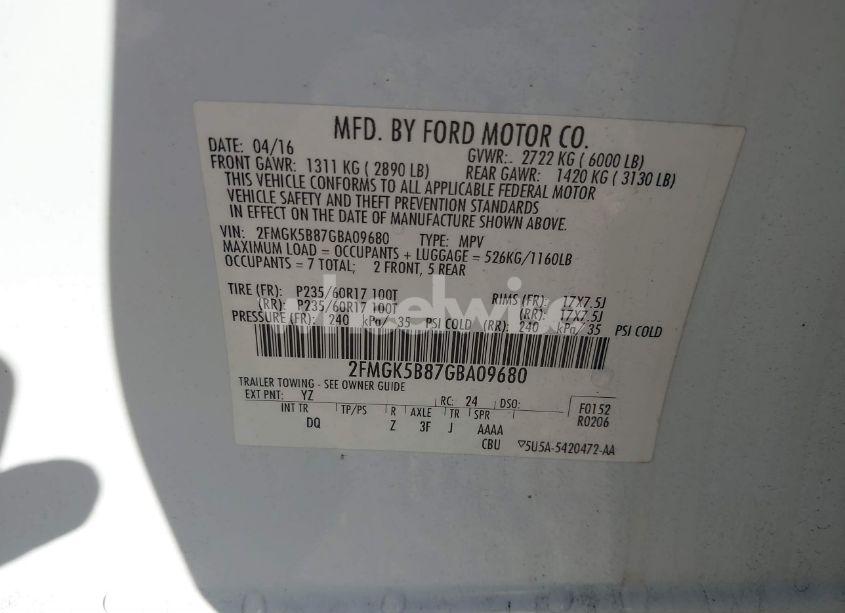 MFD. BY FORD MOTOR CO.
DATE: 04/16 GVWR: 2722 KG ( 6000 LB)
FRONT GAWR: 1311 KG ( 2890 LB) REAR GAWR: 1420 KG ( 3130 LB)
THIS VEHICLE CONFORMS TO ALL APPLICABLE FEDERAL MOTOR
VEHICLE SAFETY AND THEFT PREVENTION STANDARDS
IN EFFECT ON THE DATE OF MANUFACTURE SHOWN ABOVE.
VIN: 2FMGK5B87GBA09680 TYPE: MPV
MAXIMUM LOAD = OCCUPANTS + LUGGAGE = 526KG/1160LB
OCCUPANTS = 7 TOTAL; 2 FRONT, 5 REAR
wheelwise
TIRE (FR): P235/60R17 100T RIMS (FR): 17X7.5J
(RR): P235/60R17 100T (RR): 17X7.5J
PRESSURE (FR): 240 kPa/ 35 PSI COLD (RR): 240 kPa/ 35 PSI COLD
2FMGK5B87GBA09680
TRAILER TOWING - SEE OWNER GUIDE
EXT PNT: YZ RC: 24 DSO: F0152
INT TR TP/PS R AXLE TR SPR R0206
DQ Z 3F J AAAA
CBU 5U5A-5420472-AA